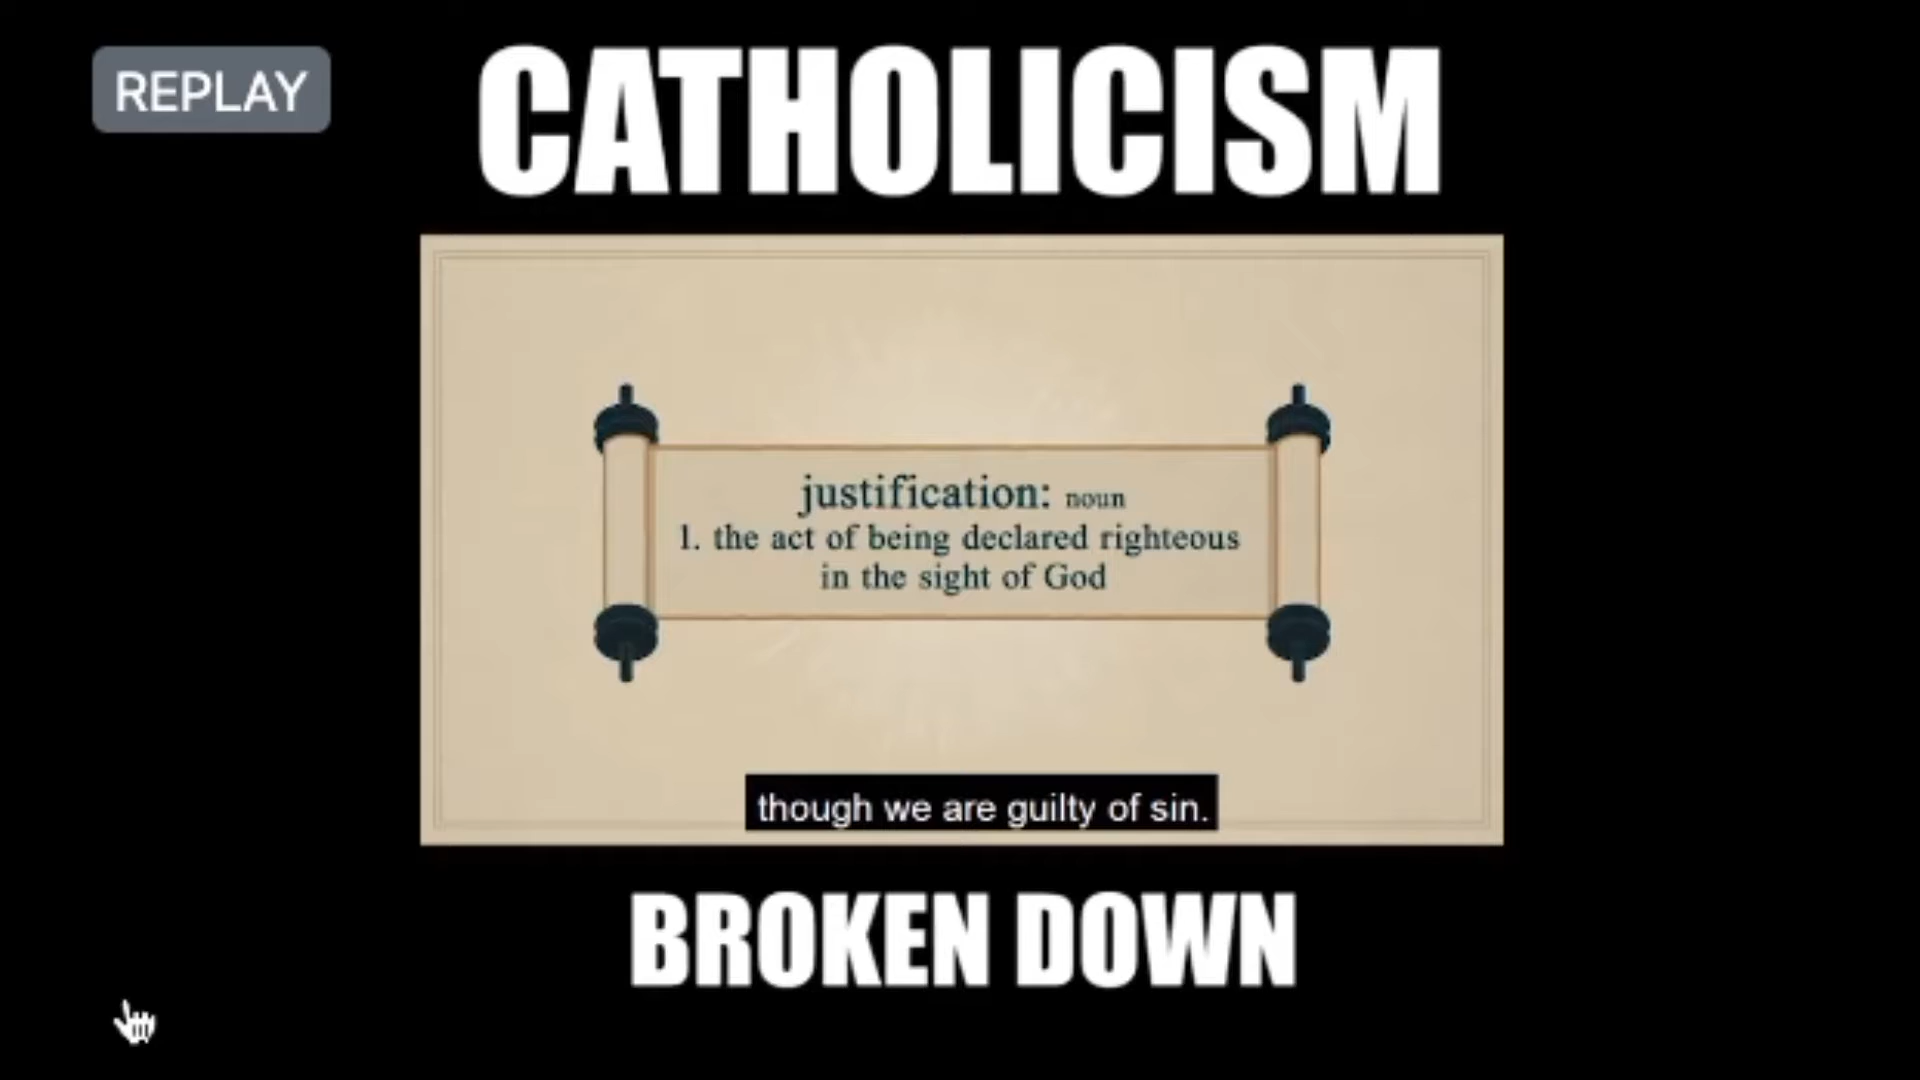 REPLAY
CATHOLICISM
justification: noun
1. the act of being declared righteous
in the sight of God
though we are guilty of sin.
BROKEN DOWN